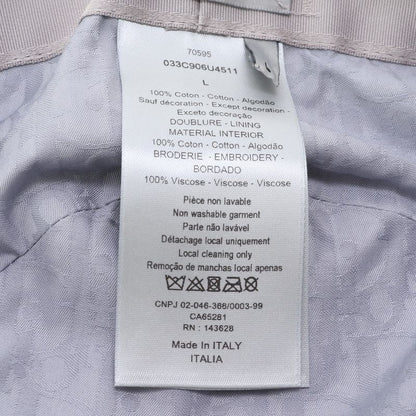 70595
033C906U4511
L
100% Coton - Cotton - Algodão
Sauf décoration - Except decoration -
Exceto decoração
DOUBLURE - LINING
MATERIAL INTERIOR
100% Coton - Cotton - Algodão
BRODERIE - EMBROIDERY -
BORDADO
100% Viscose - Viscose - Viscose
Pièce non lavable
Non washable garment
Parte não lavável
Détachage local uniquement
Local cleaning only
Remoção de manchas local apenas
CNPJ 02-046-366/0003-99
CA65281
RN : 143628
Made In ITALY
ITALIA